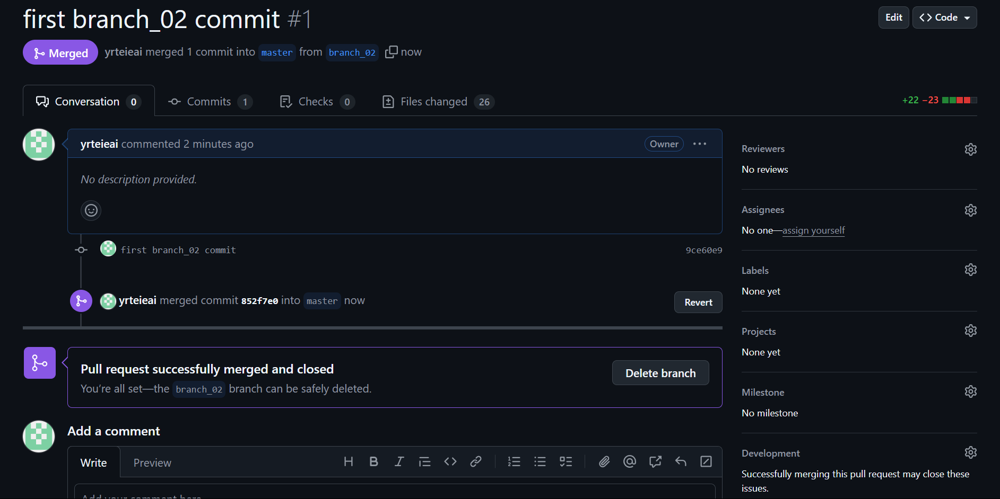 first branch_02 commit #1
Edit
Code
Merged
yrteieai merged 1 commit into master from branch_02 now
Conversation 0
Commits 1
Checks 0
Files changed 26
+22 −23
yrteieai commented 2 minutes ago
Owner
No description provided.
first branch_02 commit
9ce60e9
yrteieai merged commit 852f7e0 into master now
Revert
Pull request successfully merged and closed
You're all set—the branch_02 branch can be safely deleted.
Delete branch
Add a comment
Write
Preview
Add your comment here
Reviewers
No reviews
Assignees
No one—assign yourself
Labels
None yet
Projects
None yet
Milestone
No milestone
Development
Successfully merging this pull request may close these
issues.